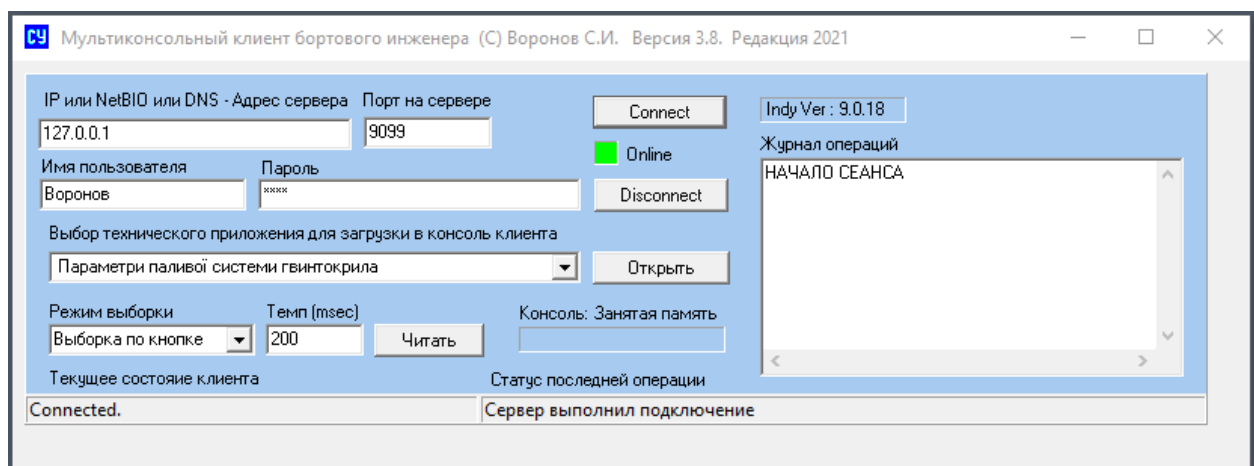 СУ Мультиконсольный клиент бортового инженера (С) Воронов С.И. Версия 3.8. Редакция 2021
IP или NetBIO или DNS - Адрес сервера Порт на сервере
127.0.0.1 9099
Connect
Indy Ver : 9.0.18
Online
Журнал операций
НАЧАЛО СЕАНСА
Имя пользователя Пароль
Воронов ****
Disconnect
Выбор технического приложения для загрузки в консоль клиента
Параметри паливої системи гвинтокрила
Открыть
Режим выборки Темп (msec) Консоль: Занятая память
Выборка по кнопке 200 Читать
Текущее состояие клиента Статус последней операции
Connected. Сервер выполнил подключение